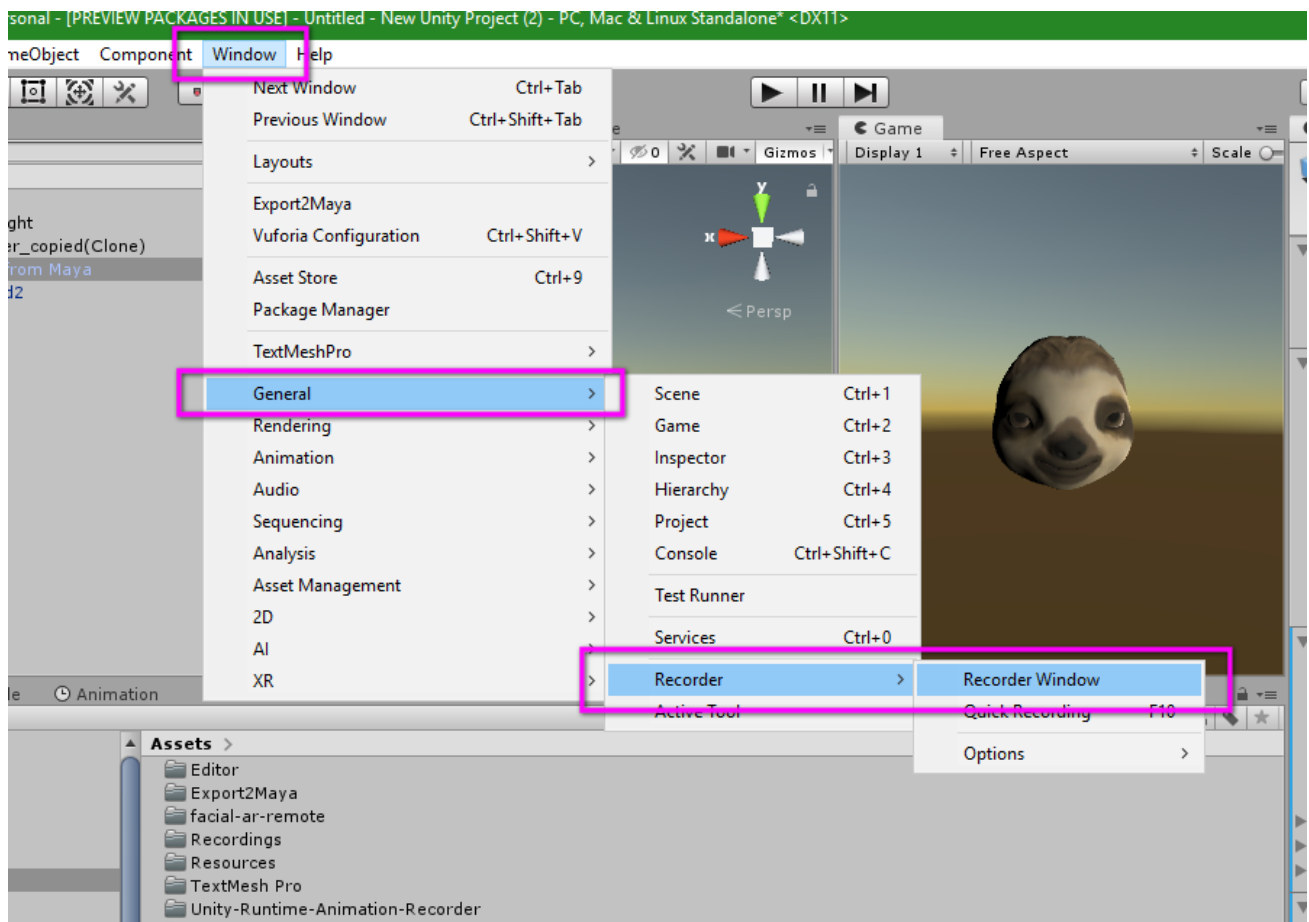 rsonal - [PREVIEW PACKAGES IN USE] - Untitled - New Unity Project (2) - PC, Mac & Linux Standalone* <DX11>
meObject Component Window Help
Next Window Ctrl+Tab
Previous Window Ctrl+Shift+Tab
Layouts
Export2Maya
Vuforia Configuration Ctrl+Shift+V
Asset Store Ctrl+9
Package Manager
TextMeshPro
General
Rendering
Animation
Audio
Sequencing
Analysis
Asset Management
2D
AI
XR
Scene Ctrl+1
Game Ctrl+2
Inspector Ctrl+3
Hierarchy Ctrl+4
Project Ctrl+5
Console Ctrl+Shift+C
Test Runner
Services Ctrl+0
Recorder
Active Tool
Recorder Window
Quick Recording F10
Options
e
0 Gizmos
Game
Display 1 Free Aspect Scale
y
x
Persp
ght
er_copied(Clone)
from Maya
d2
le Animation
Assets >
Editor
Export2Maya
facial-ar-remote
Recordings
Resources
TextMesh Pro
Unity-Runtime-Animation-Recorder